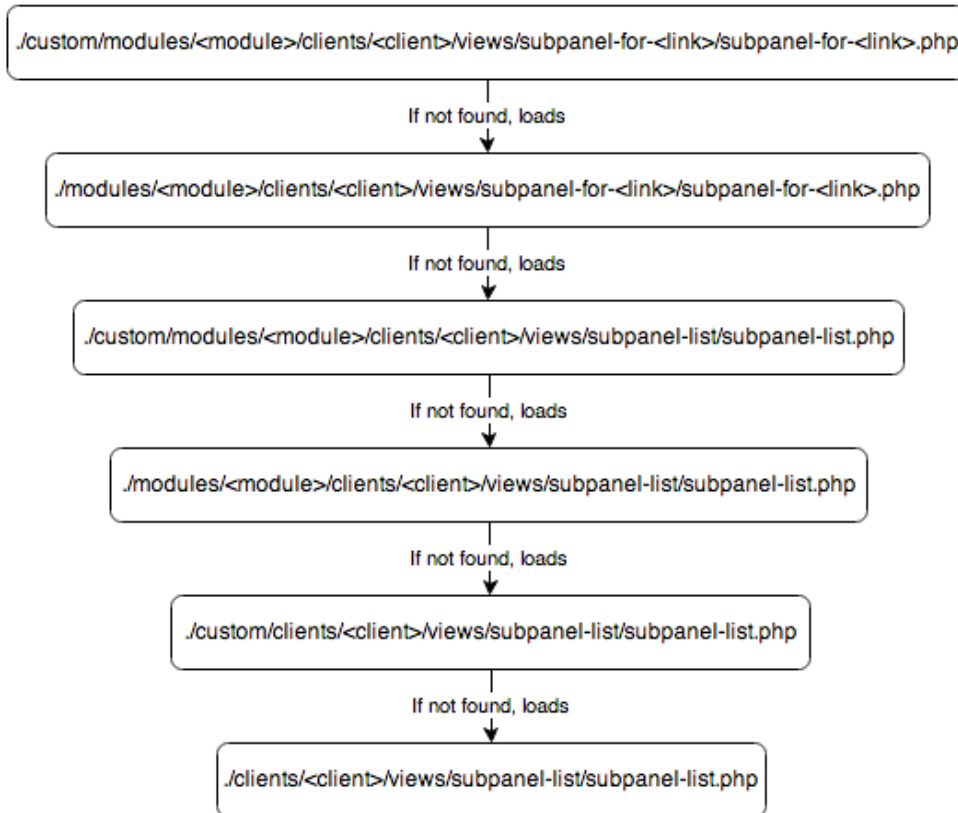 ./custom/modules/<module>/clients/<client>/views/subpanel-for-<link>/subpanel-for-<link>.php
If not found, loads
./modules/<module>/clients/<client>/views/subpanel-for-<link>/subpanel-for-<link>.php
If not found, loads
./custom/modules/<module>/clients/<client>/views/subpanel-list/subpanel-list.php
If not found, loads
./modules/<module>/clients/<client>/views/subpanel-list/subpanel-list.php
If not found, loads
./custom/clients/<client>/views/subpanel-list/subpanel-list.php
If not found, loads
./clients/<client>/views/subpanel-list/subpanel-list.php